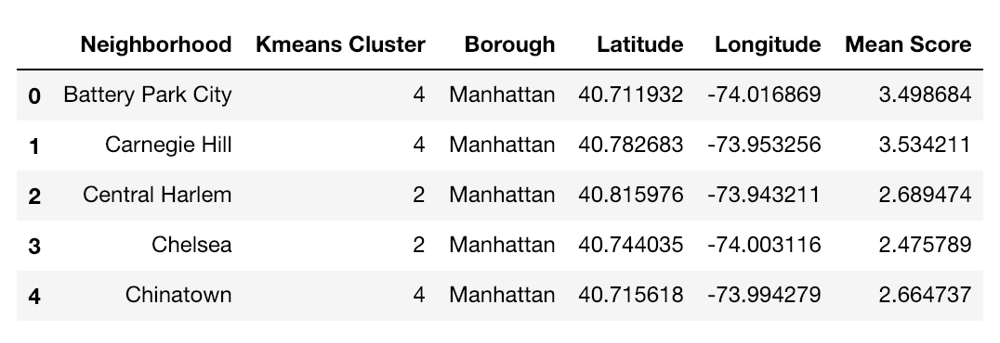 Neighborhood Kmeans Cluster Borough Latitude Longitude Mean Score
0 Battery Park City 4 Manhattan 40.711932 -74.016869 3.498684
1 Carnegie Hill 4 Manhattan 40.782683 -73.953256 3.534211
2 Central Harlem 2 Manhattan 40.815976 -73.943211 2.689474
3 Chelsea 2 Manhattan 40.744035 -74.003116 2.475789
4 Chinatown 4 Manhattan 40.715618 -73.994279 2.664737